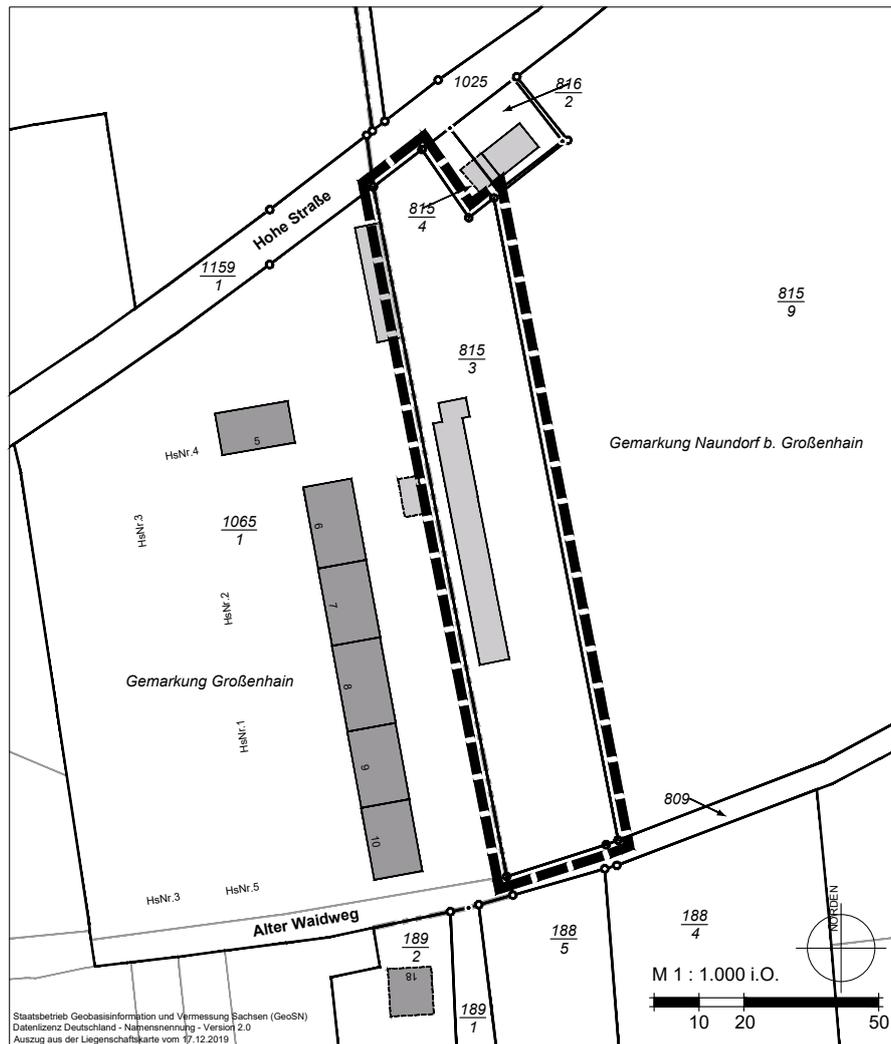 1025
816
2
Hohe Straße
815
4
1159
1
815
9
815
3
Gemarkung Naundorf b. Großenhain
5
HsNr.4
1065
1
6
HsNr.3
7
HsNr.2
8
Gemarkung Großenhain
HsNr.1
9
809
10
HsNr.3
HsNr.5
Alter Waidweg
189
2
188
5
188
4
NORDEN
18
M 1 : 1.000 i.O.
10 20 50
189
1
Staatsbetrieb Geobasisinformation und Vermessung Sachsen (GeoSN)
Datenlizenz Deutschland - Namensnennung - Version 2.0
Auszug aus der Liegenschaftskarte vom 17.12.2019